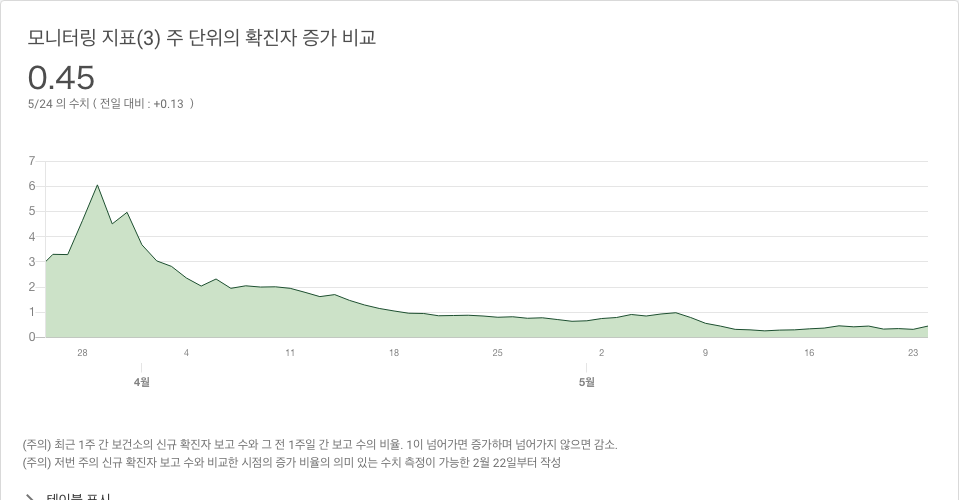 모니터링 지표(3) 주 단위의 확진자 증가 비교
0.45
5/24 의 수치 ( 전일 대비 : +0.13 )
7
6
5
4
3
2
1
0
28 4 11 18 25 2 9 16 23
4월 5월
(주의) 최근 1주 간 보건소의 신규 확진자 보고 수와 그 전 1주일 간 보고 수의 비율. 1이 넘어가면 증가하며 넘어가지 않으면 감소.
(주의) 저번 주의 신규 확진자 보고 수와 비교한 시점의 증가 비율의 의미 있는 수치 측정이 가능한 2월 22일부터 작성
테이블 표시